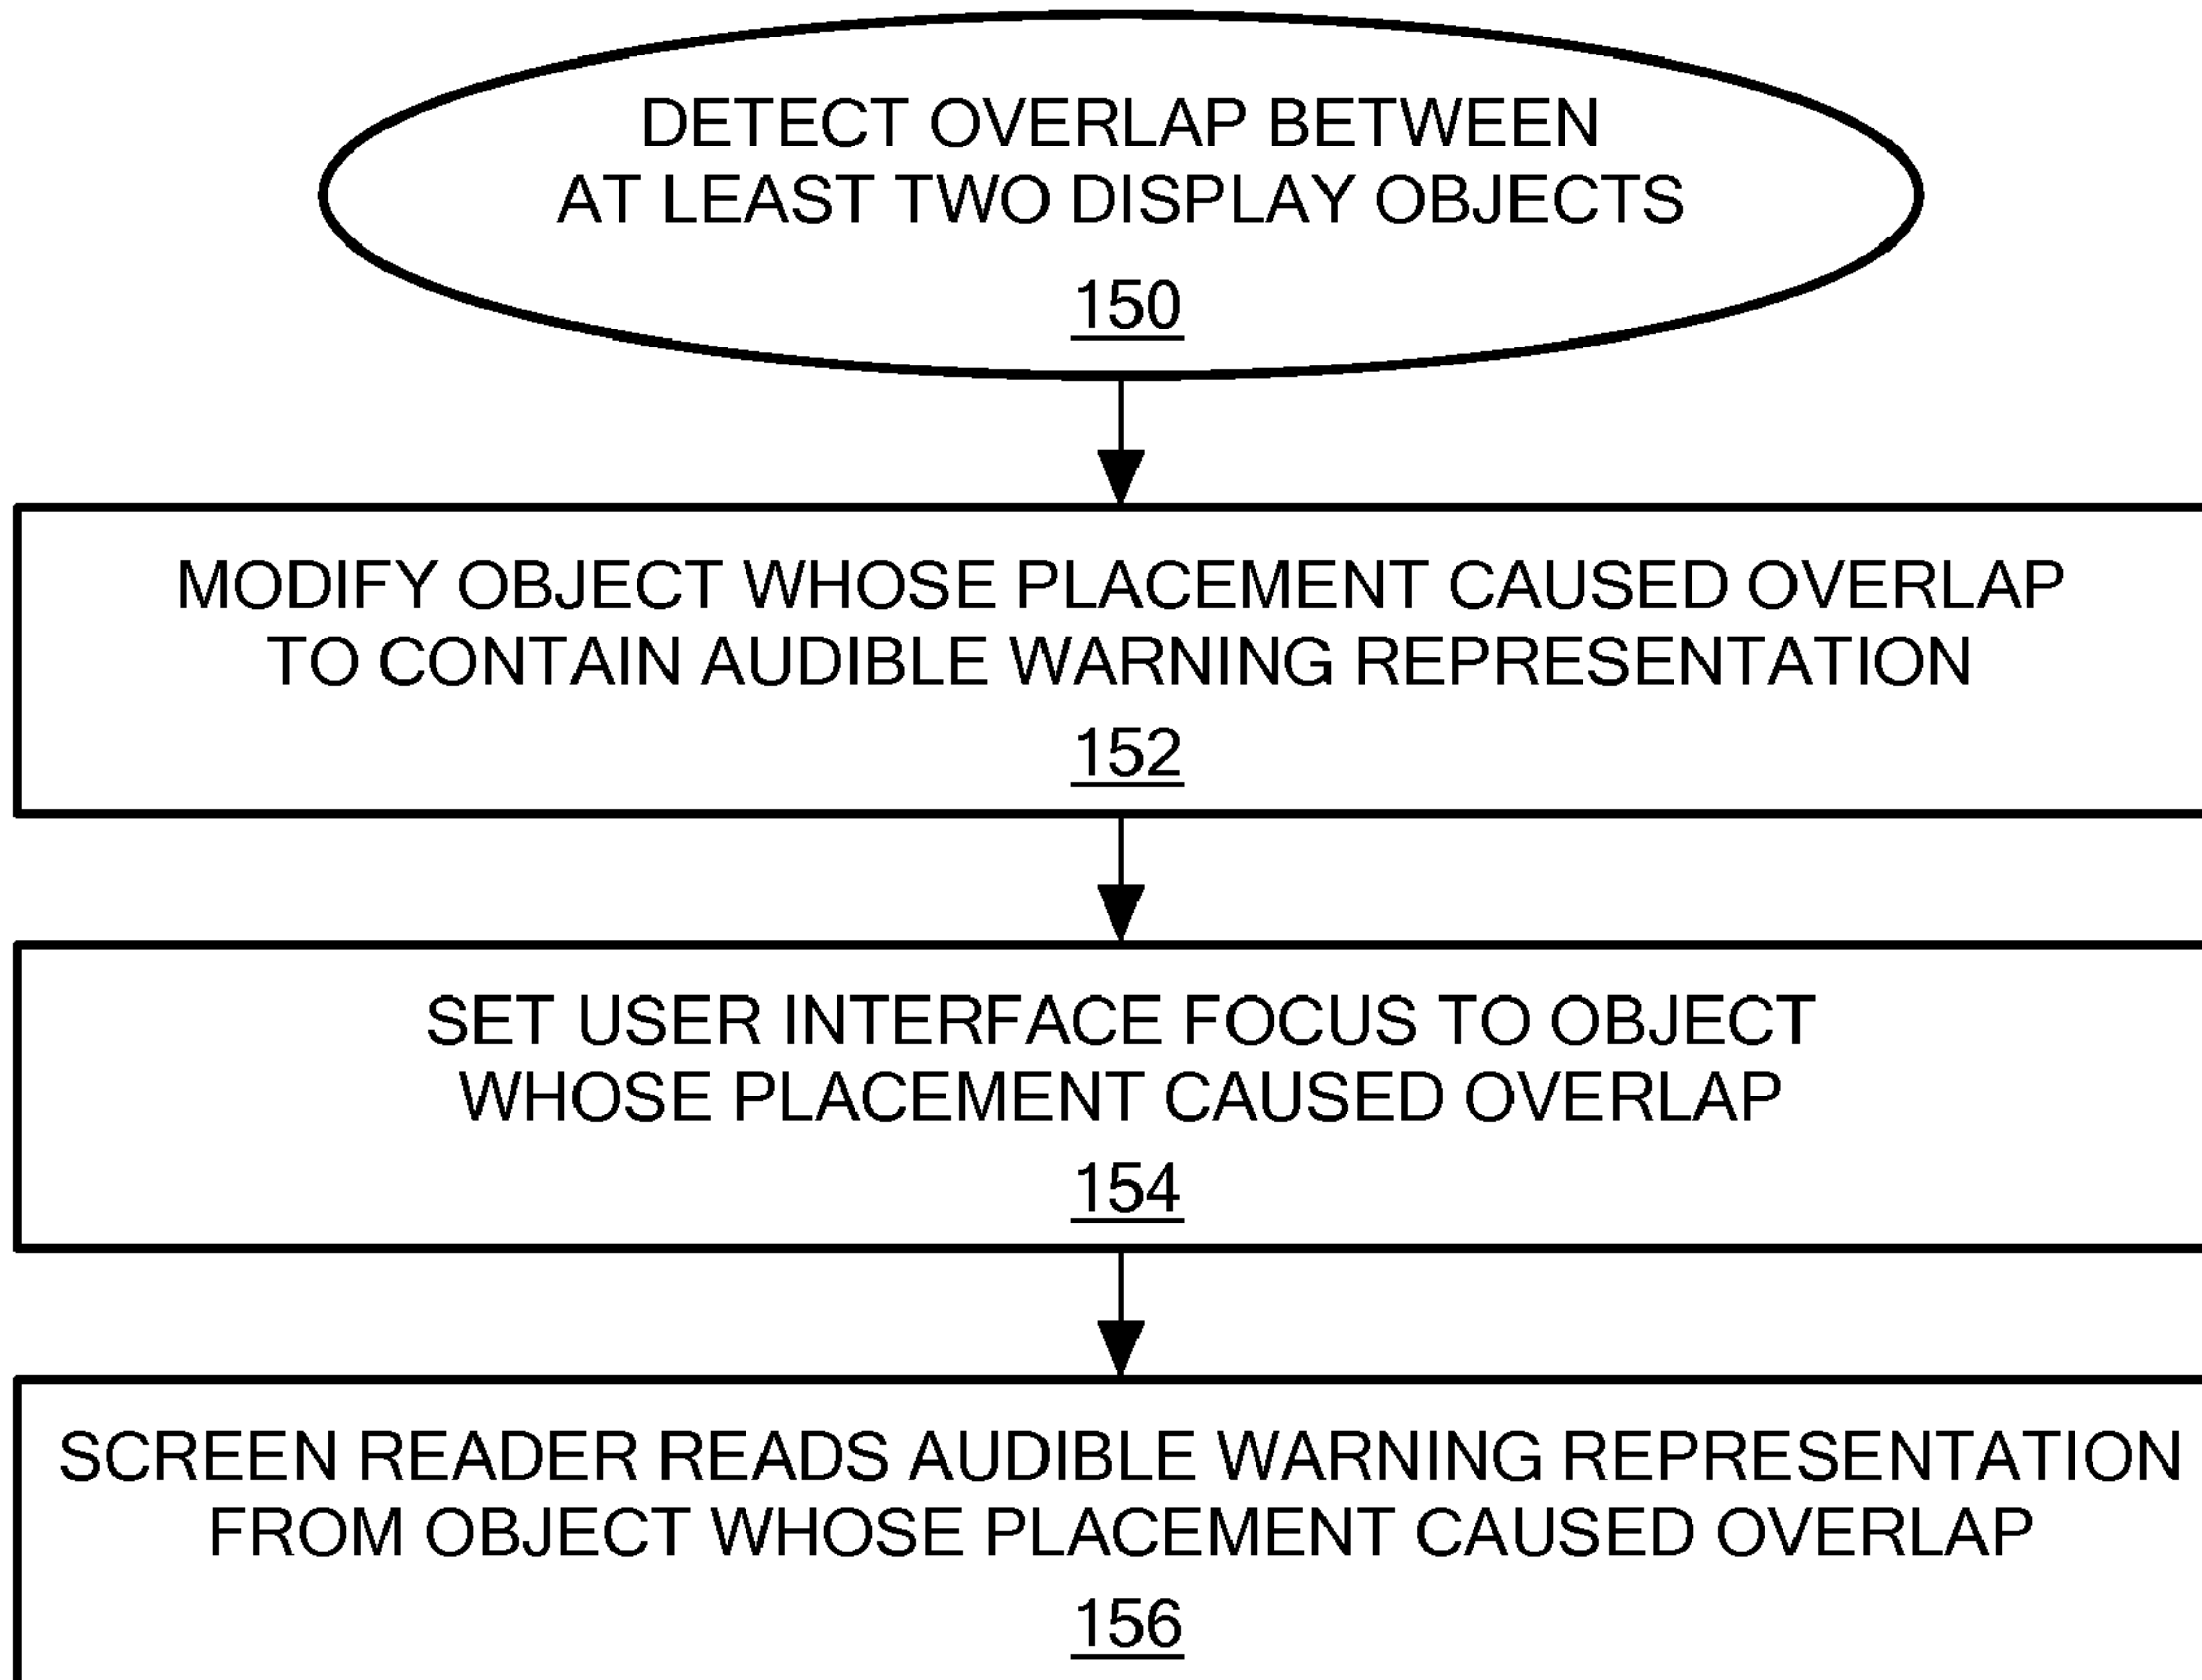 DETECT OVERLAP BETWEEN
AT LEAST TWO DISPLAY OBJECTS
150
MODIFY OBJECT WHOSE PLACEMENT CAUSED OVERLAP
TO CONTAIN AUDIBLE WARNING REPRESENTATION
152
SET USER INTERFACE FOCUS TO OBJECT
WHOSE PLACEMENT CAUSED OVERLAP
154
SCREEN READER READS AUDIBLE WARNING REPRESENTATION
FROM OBJECT WHOSE PLACEMENT CAUSED OVERLAP
156